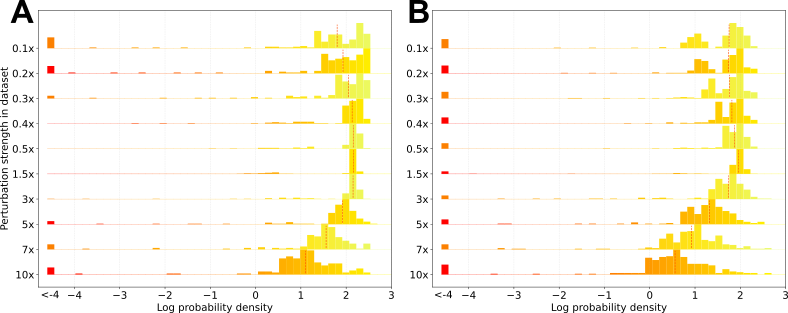 A B
0.1x 0.1x
0.2x 0.2x
0.3x 0.3x
0.4x 0.4x
0.5x 0.5x
1.5x 1.5x
3x 3x
5x 5x
7x 7x
10x 10x
Perturbation strength in dataset
<-4 −4 −3 −2 −1 0 1 2 3 <-4 −4 −3 −2 −1 0 1 2 3
Log probability density Log probability density